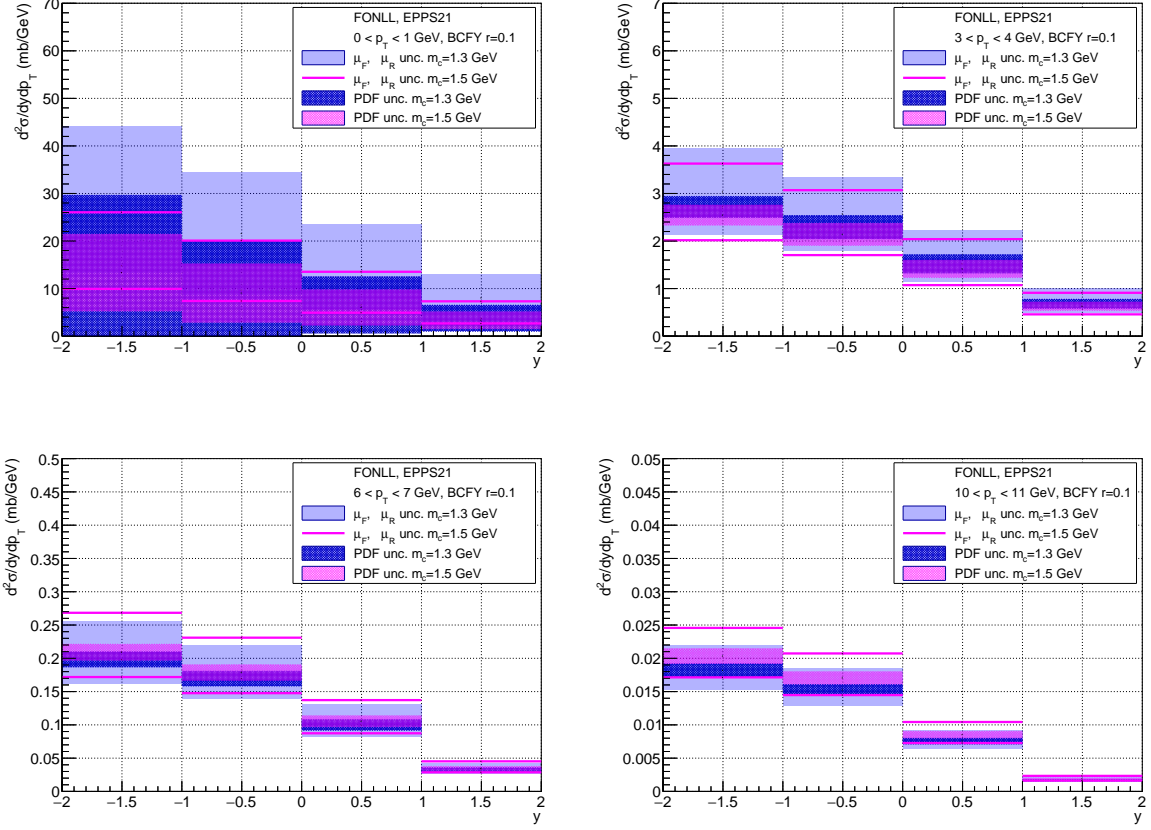 d²σ/dydp_T (mb/GeV)
70
60
50
40
30
20
10
0
FONLL, EPPS21
0 < p_T < 1 GeV, BCFY r=0.1
μ_F, μ_R unc. m_c=1.3 GeV
μ_F, μ_R unc. m_c=1.5 GeV
PDF unc. m_c=1.3 GeV
PDF unc. m_c=1.5 GeV
−2 −1.5 −1 −0.5 0 0.5 1 1.5 2
y
d²σ/dydp_T (mb/GeV)
7
6
5
4
3
2
1
0
FONLL, EPPS21
3 < p_T < 4 GeV, BCFY r=0.1
μ_F, μ_R unc. m_c=1.3 GeV
μ_F, μ_R unc. m_c=1.5 GeV
PDF unc. m_c=1.3 GeV
PDF unc. m_c=1.5 GeV
−2 −1.5 −1 −0.5 0 0.5 1 1.5 2
y
d²σ/dydp_T (mb/GeV)
0.5
0.45
0.4
0.35
0.3
0.25
0.2
0.15
0.1
0.05
0
FONLL, EPPS21
6 < p_T < 7 GeV, BCFY r=0.1
μ_F, μ_R unc. m_c=1.3 GeV
μ_F, μ_R unc. m_c=1.5 GeV
PDF unc. m_c=1.3 GeV
PDF unc. m_c=1.5 GeV
−2 −1.5 −1 −0.5 0 0.5 1 1.5 2
y
d²σ/dydp_T (mb/GeV)
0.05
0.045
0.04
0.035
0.03
0.025
0.02
0.015
0.01
0.005
0
FONLL, EPPS21
10 < p_T < 11 GeV, BCFY r=0.1
μ_F, μ_R unc. m_c=1.3 GeV
μ_F, μ_R unc. m_c=1.5 GeV
PDF unc. m_c=1.3 GeV
PDF unc. m_c=1.5 GeV
−2 −1.5 −1 −0.5 0 0.5 1 1.5 2
y